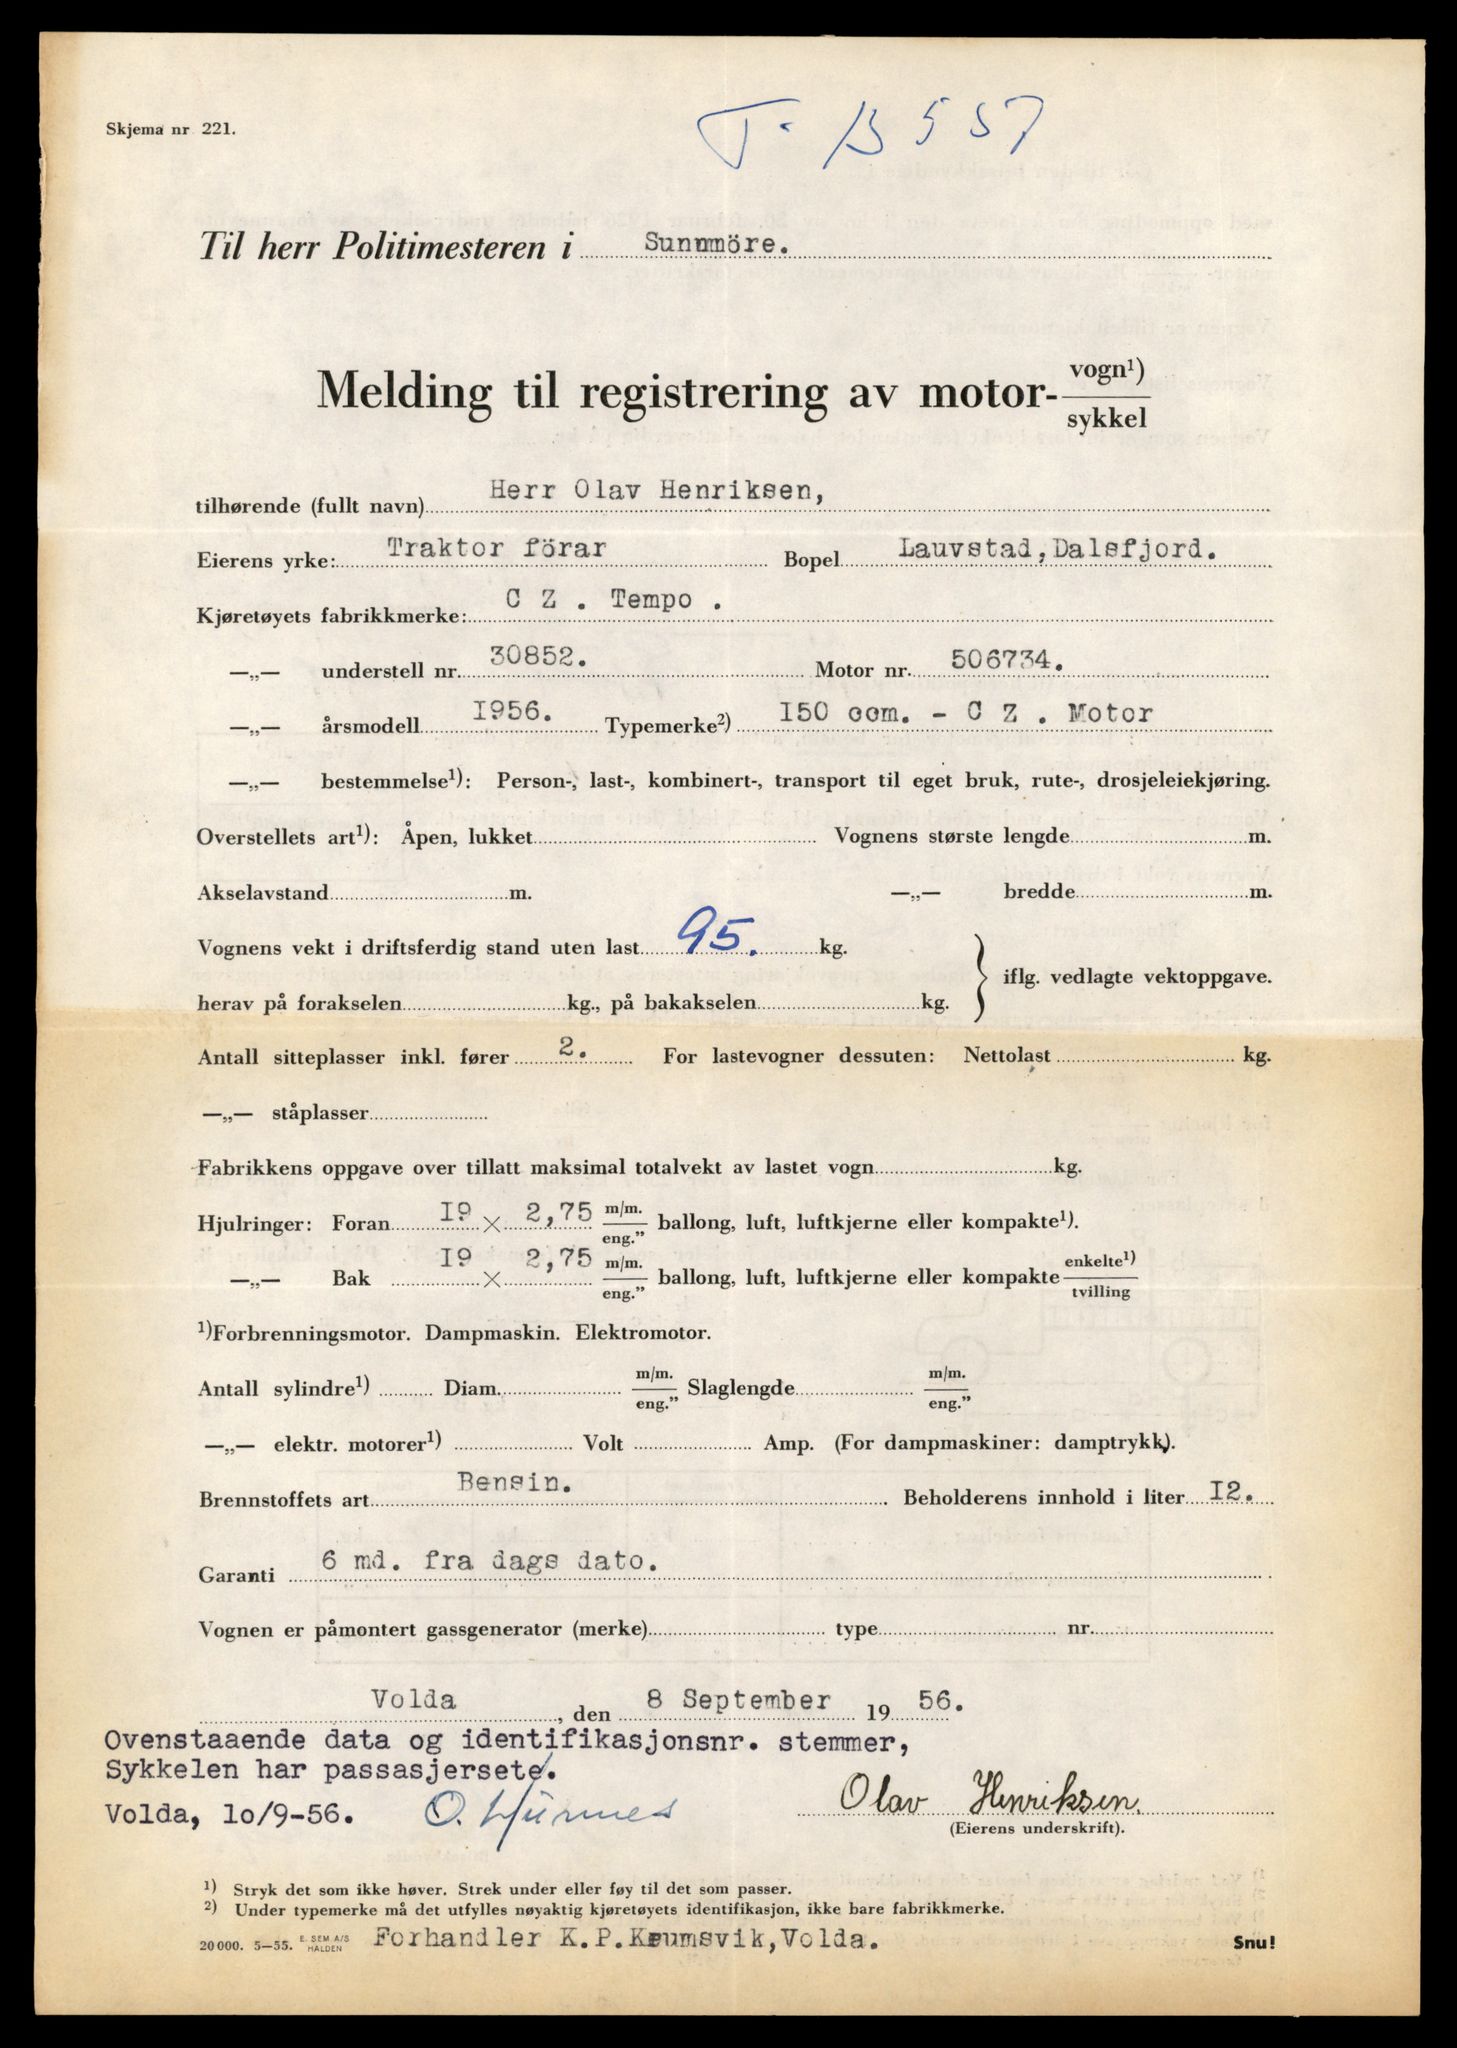 Skjema nr 221.
T- 13557
Til herr Politimesteren i Sunnmöre.
Melding til registrering av motor- vogn¹) sykkel
tilhørende (fullt navn) Herr Olav Henriksen,
Eierens yrke: Traktor förar Bopel Lauvstad, Dalsfjord.
Kjøretøyets fabrikkmerke: C Z . Tempo .
—„— understell nr. 30852. Motor nr. 506734.
—„— årsmodell I956. Typemerke²) I50 ccm. - C Z . Motor
—„— bestemmelse¹): Person-, last-, kombinert-, transport til eget bruk, rute-, drosjeleiekjøring.
Overstellets art¹): Åpen, lukket Vognens største lengde m.
Akselavstand m. —„— bredde m.
Vognens vekt i driftsferdig stand uten last 95. kg.
iflg. vedlagte vektoppgave.
herav på forakselen kg., på bakakselen kg.
Antall sitteplasser inkl. fører 2. For lastevogner dessuten: Nettolast kg.
—„— ståplasser
Fabrikkens oppgave over tillatt maksimal totalvekt av lastet vogn kg.
Hjulringer: Foran I9 × 2,75 m/m. eng." ballong, luft, luftkjerne eller kompakte¹).
—„— Bak I9 × 2,75 m/m. eng." ballong, luft, luftkjerne eller kompakte enkelte¹) tvilling
¹)Forbrenningsmotor. Dampmaskin. Elektromotor.
Antall sylindre¹) Diam. m/m. eng." Slaglengde m/m. eng."
—„— elektr. motorer¹) Volt Amp. (For dampmaskiner: damptrykk).
Brennstoffets art Bensin. Beholderens innhold i liter I2.
Garanti 6 md. fra dags dato.
Vognen er påmontert gassgenerator (merke) type nr.
Volda, den 8 September 19 56.
Ovenstaaende data og identifikasjonsnr. stemmer,
Sykkelen har passasjersete.
Volda, lo/9-56. O. Hjurnes
Olav Henriksen.
(Eierens underskrift).
¹) Stryk det som ikke høver. Strek under eller føy til det som passer.
²) Under typemerke må det utfylles nøyaktig kjøretøyets identifikasjon, ikke bare fabrikkmerke.
20 000. 5—55. E. SEM A/S HALDEN Forhandler K.P.Krumsvik, Volda. Snu!